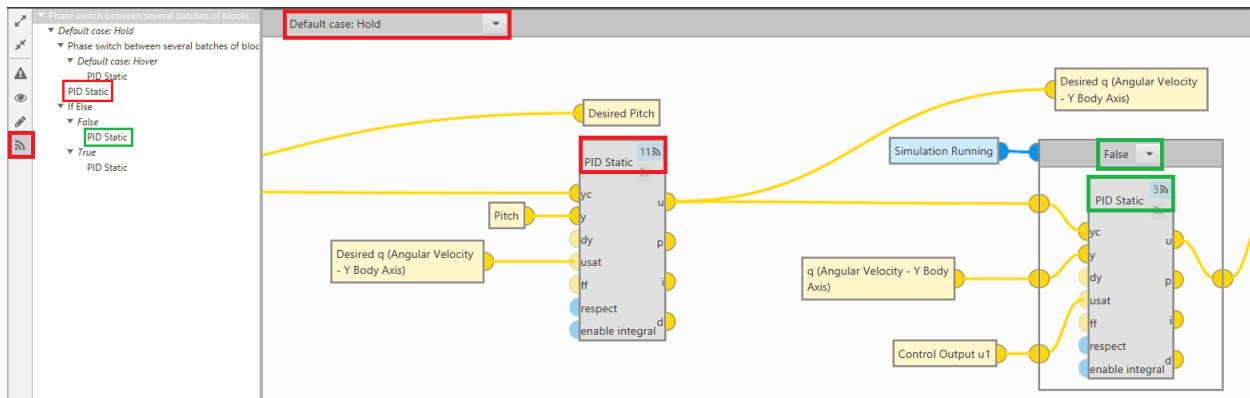 Phase switch between several batches of blocks
Default case: Hold
Phase switch between several batches of bloc
Default case: Hover
PID Static
PID Static
If Else
False
PID Static
True
PID Static
Default case: Hold
Desired Pitch
PID Static
11
yc
y
dy
usat
ff
respect
enable integral
u
p
i
d
Pitch
Desired q (Angular Velocity
- Y Body Axis)
Desired q (Angular Velocity
- Y Body Axis)
Simulation Running
False
PID Static
3
yc
y
dy
usat
ff
respect
enable integral
u
p
i
d
q (Angular Velocity - Y Body
Axis)
Control Output u1